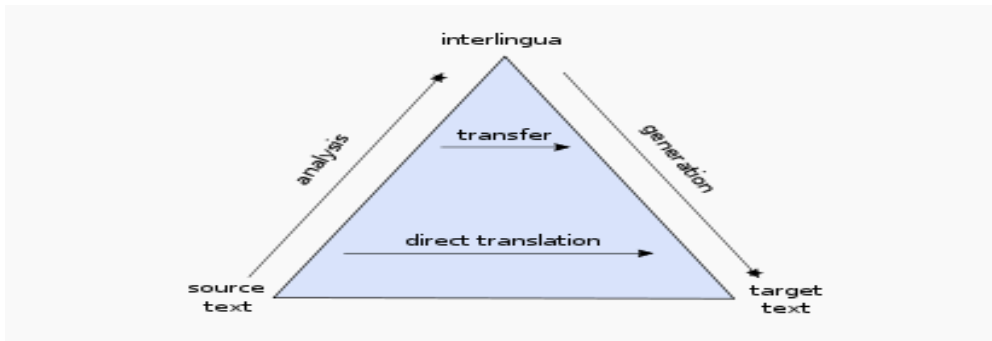 interlingua
transfer
analysis
generation
direct translation
source
text
target
text